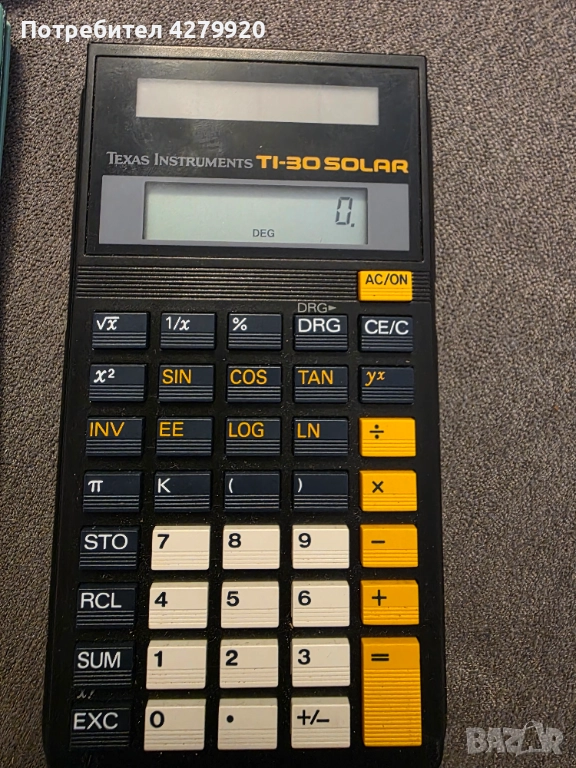 Потребител 4279920
TEXAS INSTRUMENTS TI-30 SOLAR
0.
DEG
AC/ON
DRG►
√x 1/x % DRG CE/C
x² SIN COS TAN yx
INV EE LOG LN ÷
π K ( ) ×
STO 7 8 9 −
RCL 4 5 6 +
SUM 1 2 3 =
x!
EXC 0 • +/−
BAZAR